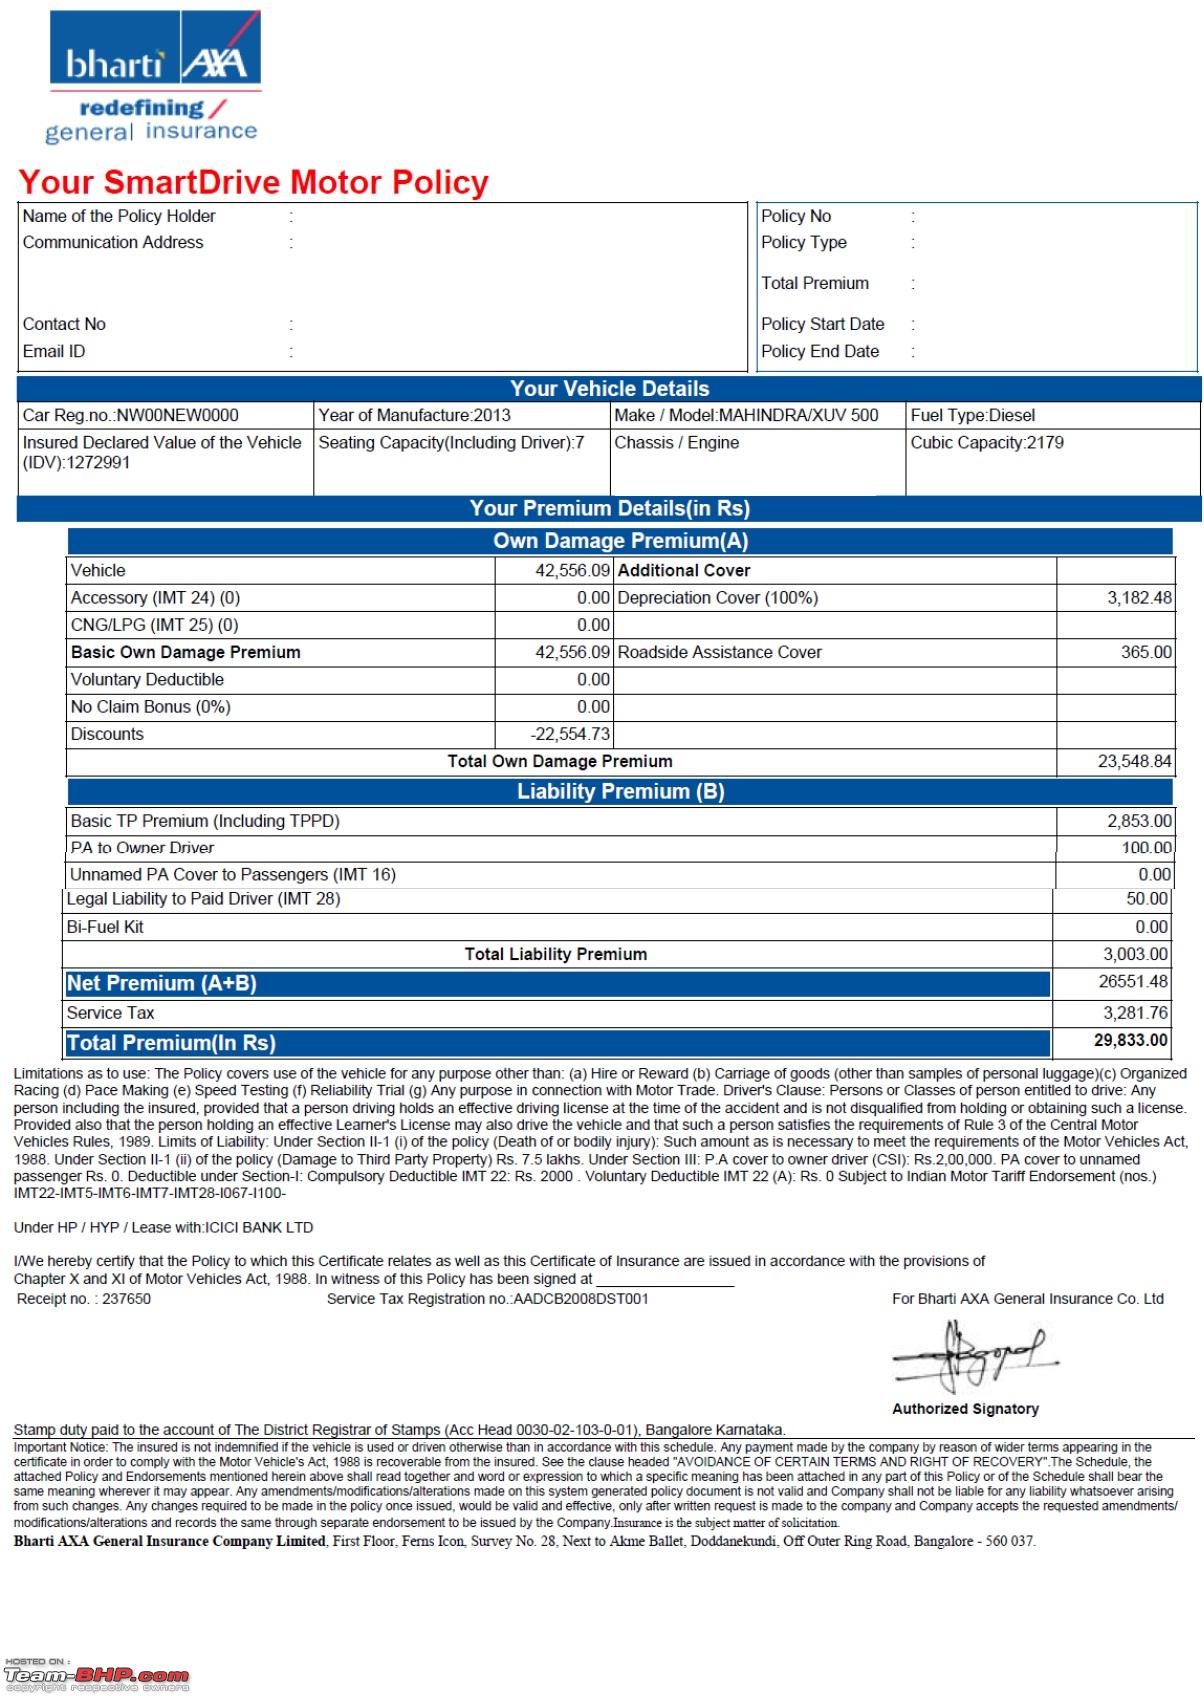 bharti AXA
redefining /
general insurance
Your SmartDrive Motor Policy
Name of the Policy Holder :
Communication Address :
Contact No :
Email ID :
Policy No :
Policy Type :
Total Premium :
Policy Start Date :
Policy End Date :
Your Vehicle Details
Car Reg.no.:NW00NEW0000 Year of Manufacture:2013 Make / Model:MAHINDRA/XUV 500 Fuel Type:Diesel
Insured Declared Value of the Vehicle (IDV):1272991 Seating Capacity(Including Driver):7 Chassis / Engine Cubic Capacity:2179
Your Premium Details(in Rs)
Own Damage Premium(A)
Vehicle 42,556.09 Additional Cover
Accessory (IMT 24) (0) 0.00 Depreciation Cover (100%) 3,182.48
CNG/LPG (IMT 25) (0) 0.00
Basic Own Damage Premium 42,556.09 Roadside Assistance Cover 365.00
Voluntary Deductible 0.00
No Claim Bonus (0%) 0.00
Discounts -22,554.73
Total Own Damage Premium 23,548.84
Liability Premium (B)
Basic TP Premium (Including TPPD) 2,853.00
PA to Owner Driver 100.00
Unnamed PA Cover to Passengers (IMT 16) 0.00
Legal Liability to Paid Driver (IMT 28) 50.00
Bi-Fuel Kit 0.00
Total Liability Premium 3,003.00
Net Premium (A+B) 26551.48
Service Tax 3,281.76
Total Premium(In Rs) 29,833.00
Limitations as to use: The Policy covers use of the vehicle for any purpose other than: (a) Hire or Reward (b) Carriage of goods (other than samples of personal luggage)(c) Organized
Racing (d) Pace Making (e) Speed Testing (f) Reliability Trial (g) Any purpose in connection with Motor Trade. Driver's Clause: Persons or Classes of person entitled to drive: Any
person including the insured, provided that a person driving holds an effective driving license at the time of the accident and is not disqualified from holding or obtaining such a license.
Provided also that the person holding an effective Learner's License may also drive the vehicle and that such a person satisfies the requirements of Rule 3 of the Central Motor
Vehicles Rules, 1989. Limits of Liability: Under Section II-1 (i) of the policy (Death of or bodily injury): Such amount as is necessary to meet the requirements of the Motor Vehicles Act,
1988. Under Section II-1 (ii) of the policy (Damage to Third Party Property) Rs. 7.5 lakhs. Under Section III: P.A cover to owner driver (CSI): Rs.2,00,000. PA cover to unnamed
passenger Rs. 0. Deductible under Section-I: Compulsory Deductible IMT 22: Rs. 2000 . Voluntary Deductible IMT 22 (A): Rs. 0 Subject to Indian Motor Tariff Endorsement (nos.)
IMT22-IMT5-IMT6-IMT7-IMT28-I067-I100-
Under HP / HYP / Lease with:ICICI BANK LTD
I/We hereby certify that the Policy to which this Certificate relates as well as this Certificate of Insurance are issued in accordance with the provisions of
Chapter X and XI of Motor Vehicles Act, 1988. In witness of this Policy has been signed at
Receipt no. : 237650 Service Tax Registration no.:AADCB2008DST001 For Bharti AXA General Insurance Co. Ltd
Authorized Signatory
Stamp duty paid to the account of The District Registrar of Stamps (Acc Head 0030-02-103-0-01), Bangalore Karnataka.
Important Notice: The insured is not indemnified if the vehicle is used or driven otherwise than in accordance with this schedule. Any payment made by the company by reason of wider terms appearing in the
certificate in order to comply with the Motor Vehicle's Act, 1988 is recoverable from the insured. See the clause headed "AVOIDANCE OF CERTAIN TERMS AND RIGHT OF RECOVERY".The Schedule, the
attached Policy and Endorsements mentioned herein above shall read together and word or expression to which a specific meaning has been attached in any part of this Policy or of the Schedule shall bear the
same meaning wherever it may appear. Any amendments/modifications/alterations made on this system generated policy document is not valid and Company shall not be liable for any liability whatsoever arising
from such changes. Any changes required to be made in the policy once issued, would be valid and effective, only after written request is made to the company and Company accepts the requested amendments/
modifications/alterations and records the same through separate endorsement to be issued by the Company.Insurance is the subject matter of solicitation.
Bharti AXA General Insurance Company Limited, First Floor, Ferns Icon, Survey No. 28, Next to Akme Ballet, Doddanekundi, Off Outer Ring Road, Bangalore - 560 037.
HOSTED ON :
Team-BHP.com
copyright respective owners